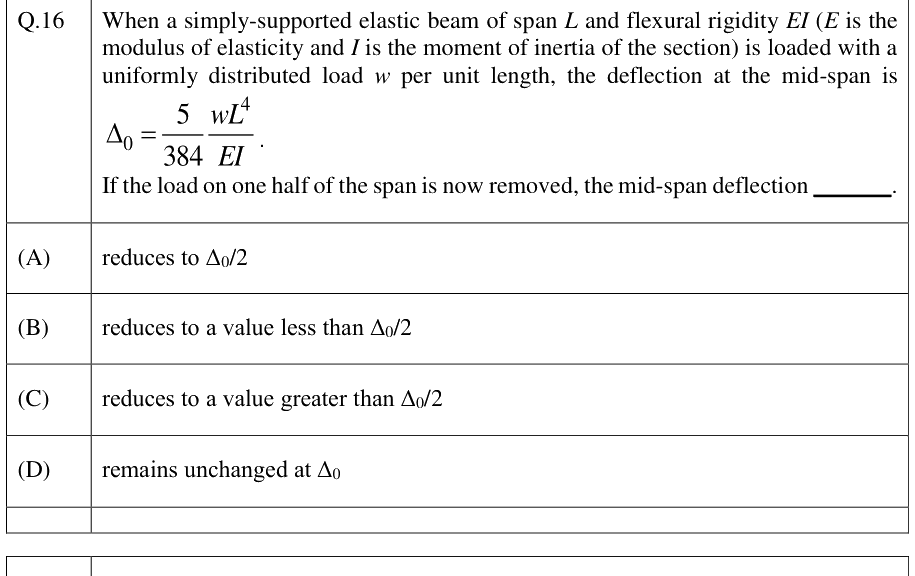 Q.16 When a simply-supported elastic beam of span L and flexural rigidity EI (E is the
modulus of elasticity and I is the moment of inertia of the section) is loaded with a
uniformly distributed load w per unit length, the deflection at the mid-span is
Δ₀ = 5/384 wL⁴/EI .
If the load on one half of the span is now removed, the mid-span deflection ______.
(A) reduces to Δ₀/2
(B) reduces to a value less than Δ₀/2
(C) reduces to a value greater than Δ₀/2
(D) remains unchanged at Δ₀